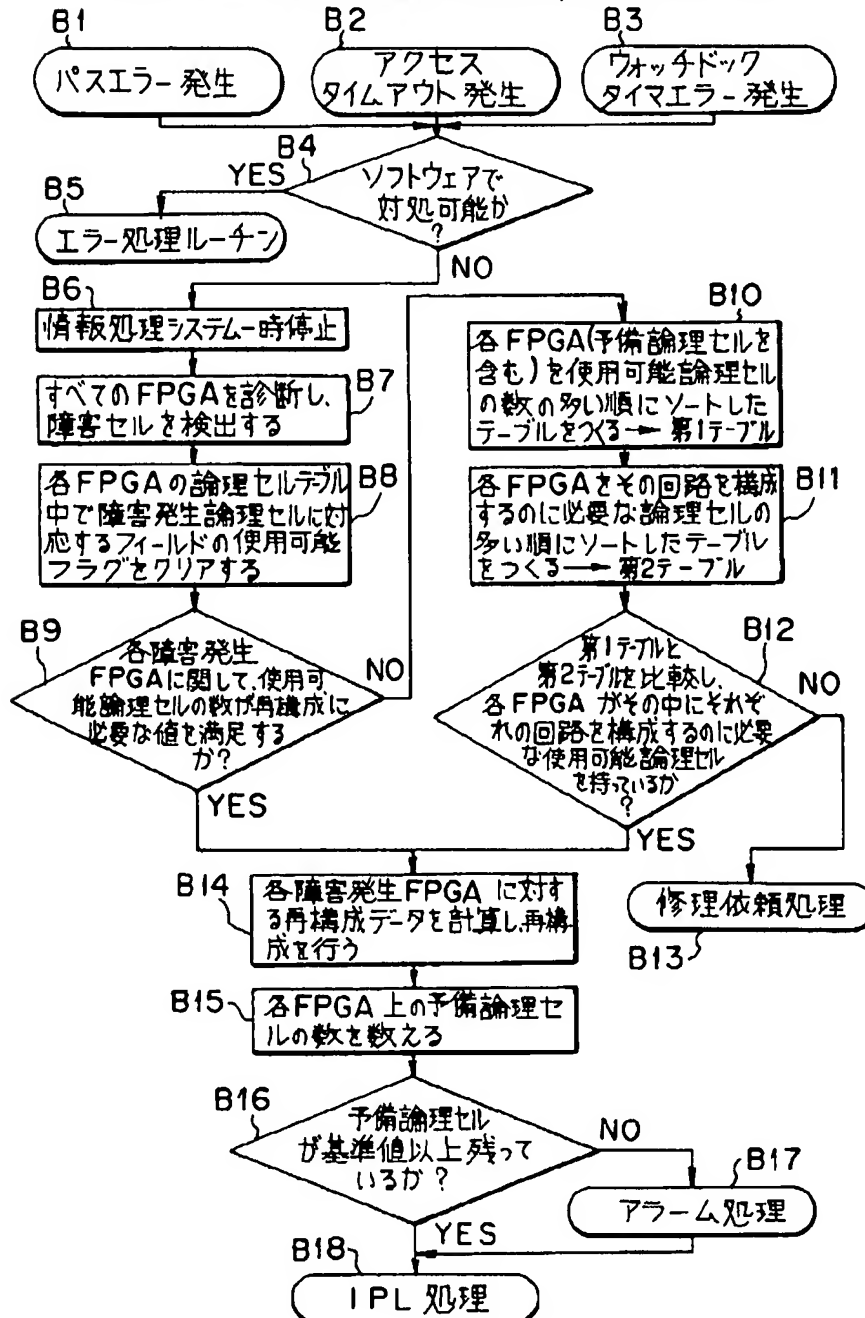 B1
パスエラー発生
B2
アクセス
タイムアウト発生
B3
ウォッチドック
タイマエラー発生
B4
ソフトウェアで
対処可能か
?
YES
NO
B5
エラー処理ルーチン
B6
情報処理システム一時停止
B7
すべてのFPGAを診断し、
障害セルを検出する
B8
各FPGAの論理セルテーブル
中で障害発生論理セルに対
応するフィールドの使用可能
フラグをクリアする
B9
各障害発生
FPGAに関して、使用可
能論理セルの数が再構成に
必要な値を満足する
か?
NO
YES
B10
各FPGA(予備論理セルを
含む)を使用可能論理セル
の数の多い順にソートした
テーブルをつくる→第1テーブル
B11
各FPGAをその回路を構成
するのに必要な論理セルの
多い順にソートしたテーブル
をつくる→第2テーブル
B12
第1テーブルと
第2テーブルを比較し、
各FPGAがその中にそれぞ
れの回路を構成するのに必要
な使用可能論理セル
を持っているか
?
NO
YES
修理依頼処理
B13
B14
各障害発生FPGAに対す
る再構成データを計算し、再構
成を行う
B15
各FPGA上の予備論理セ
ルの数を数える
B16
予備論理セル
が基準値以上残って
いるか?
NO
YES
B17
アラーム処理
B18
IPL処理